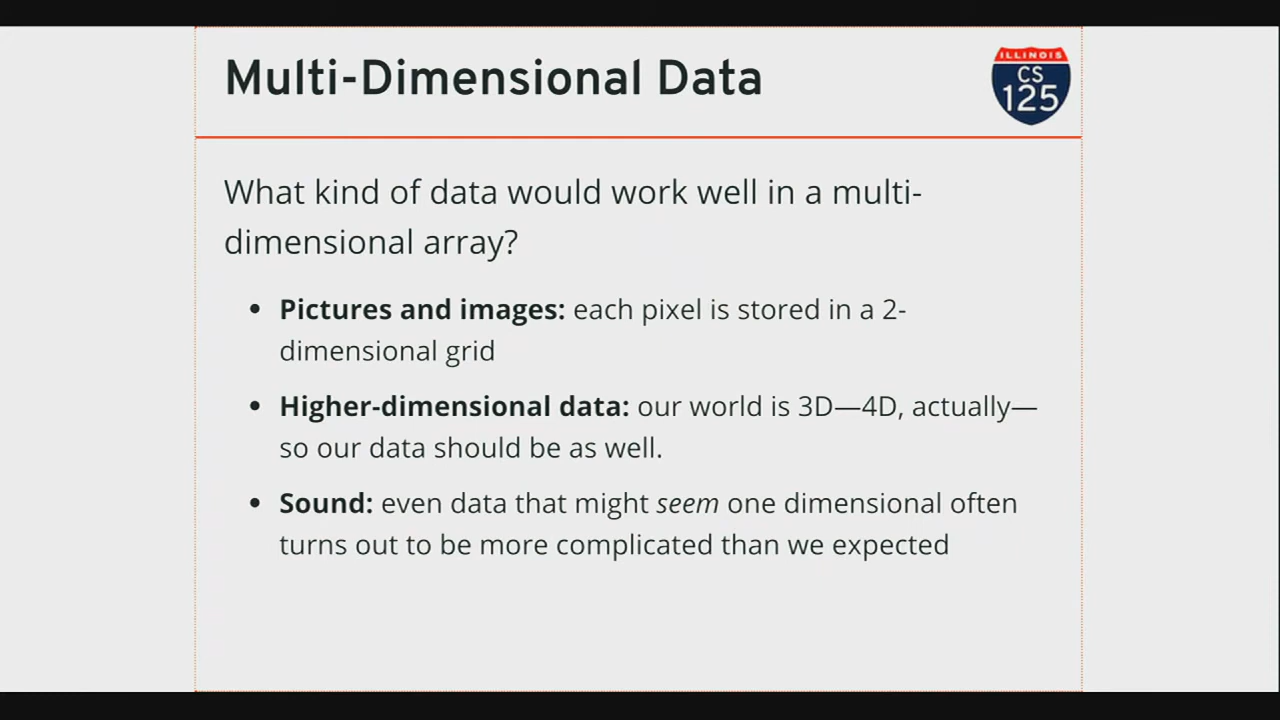 Multi-Dimensional Data
ILLINOIS
CS
125
What kind of data would work well in a multi-
dimensional array?
• Pictures and images: each pixel is stored in a 2-
dimensional grid
• Higher-dimensional data: our world is 3D—4D, actually—
so our data should be as well.
• Sound: even data that might seem one dimensional often
turns out to be more complicated than we expected